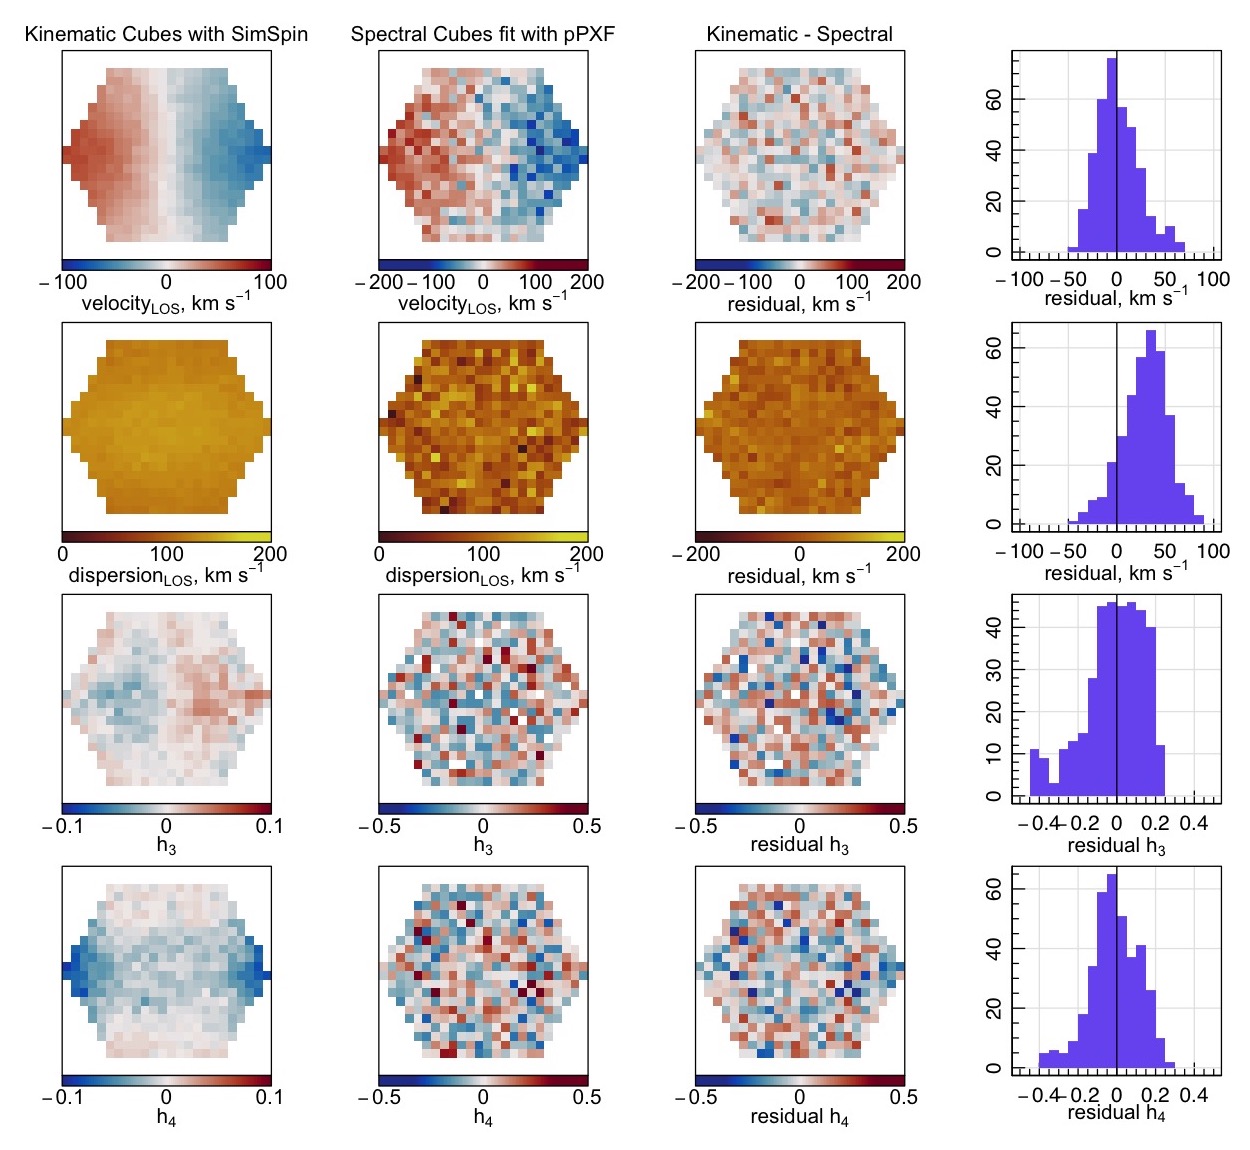 Kinematic Cubes with SimSpin Spectral Cubes fit with pPXF Kinematic - Spectral
0 20 40 60
−100 0 100 −200 −100 0 100 200 −200 −100 0 100 200 −100 −50 0 50 100
velocityLOS, km s−1 velocityLOS, km s−1 residual, km s−1 residual, km s−1
0 20 40 60
0 100 200 0 100 200 −200 0 200 −100 −50 0 50 100
dispersionLOS, km s−1 dispersionLOS, km s−1 residual, km s−1 residual, km s−1
0 10 20 30 40
−0.1 0 0.1 −0.5 0 0.5 −0.5 0 0.5 −0.4 −0.2 0 0.2 0.4
h3 h3 residual h3 residual h3
0 20 40 60
−0.1 0 0.1 −0.5 0 0.5 −0.5 0 0.5 −0.4 −0.2 0 0.2 0.4
h4 h4 residual h4 residual h4